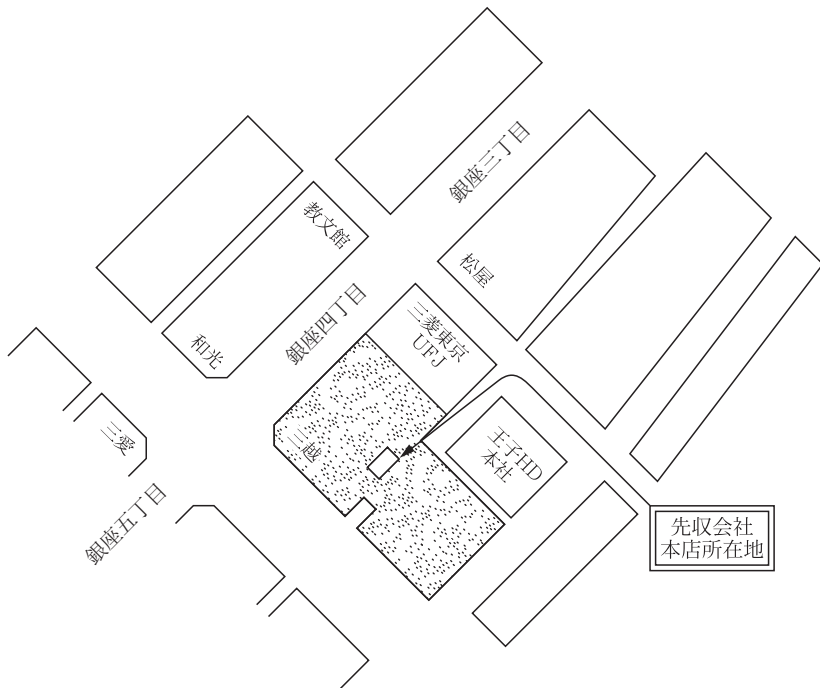 銀座三丁目
教文館
松屋
銀座四丁目
三菱東京
UFJ
和光
三越
王子HD
本社
三愛
銀座五丁目
先収会社
本店所在地